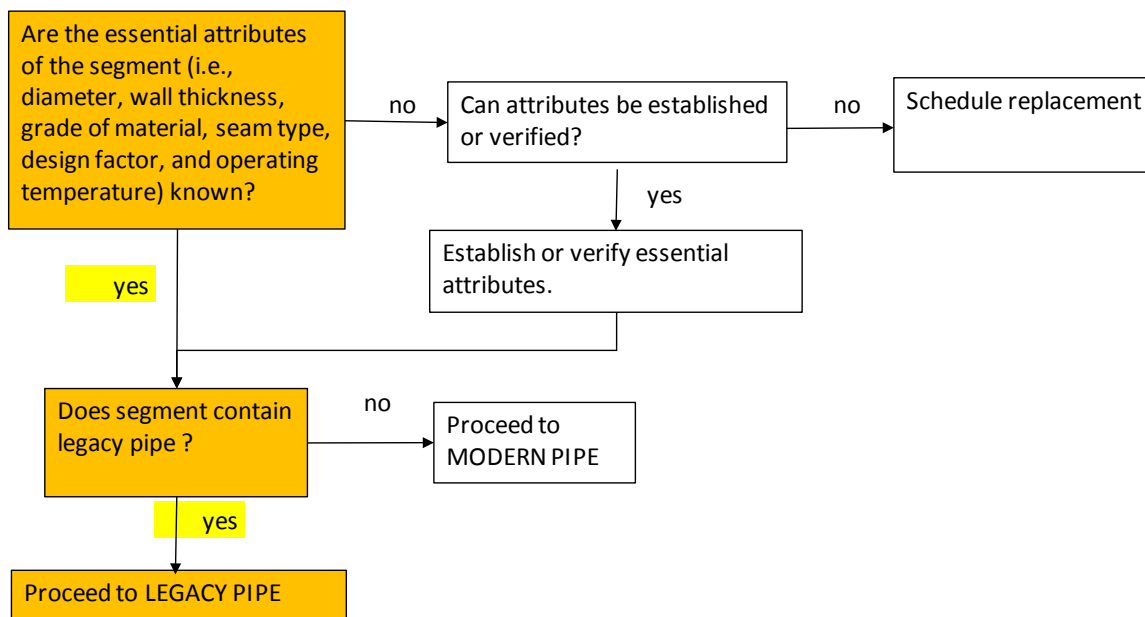 Are the essential attributes
of the segment (i.e.,
diameter, wall thickness,
grade of material, seam type,
design factor, and operating
temperature) known?
no
Can attributes be established
or verified?
no
Schedule replacement
yes
Establish or verify essential
attributes.
yes
Does segment contain
legacy pipe ?
no
Proceed to
MODERN PIPE
yes
Proceed to LEGACY PIPE